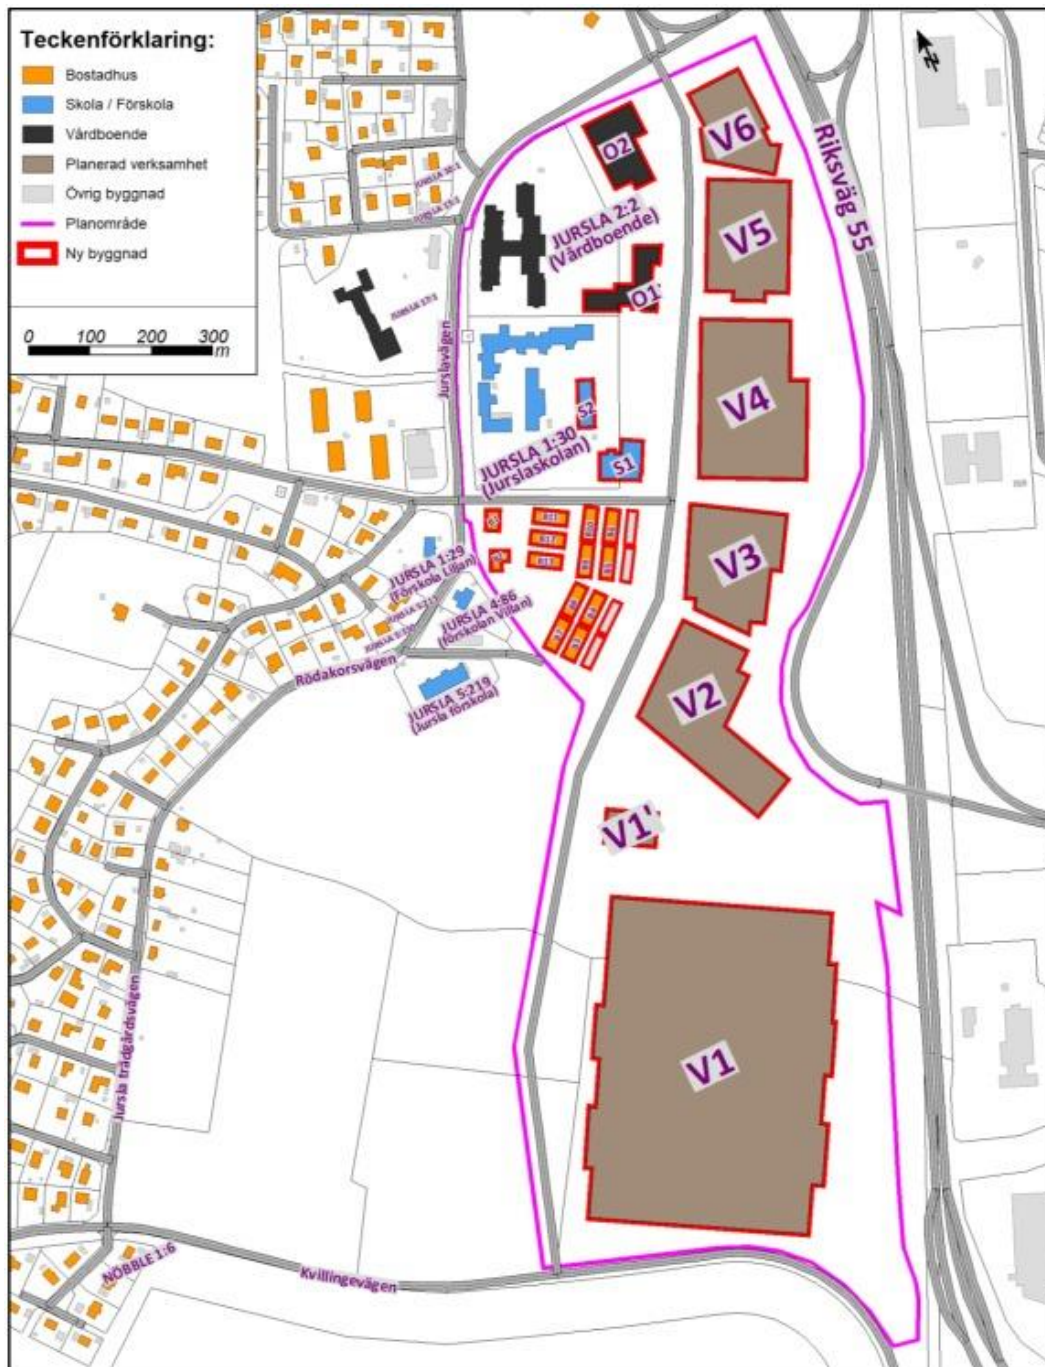 Teckenförklaring:
Bostadhus
Skola / Förskola
Vårdboende
Planerad verksamhet
Övrig byggnad
Planområde
Ny byggnad
0 100 200 300
m
N
V6
Riksväg 55
O2
V5
JURSLA 2:2
(Vårdboende)
O1'
Jurslavägen
V4
S2
JURSLA 1:30
(Jurslaskolan)
S1
V3
JURSLA 1:29
(Förskola Liljan)
JURSLA 4:86
(förskolan Villan)
Rödakorsvägen
JURSLA 5:219
(Jursla förskola)
V2
V1'
V1
Jursla trädgårdsvägen
NÖBBLE 1:6
Kvillingevägen